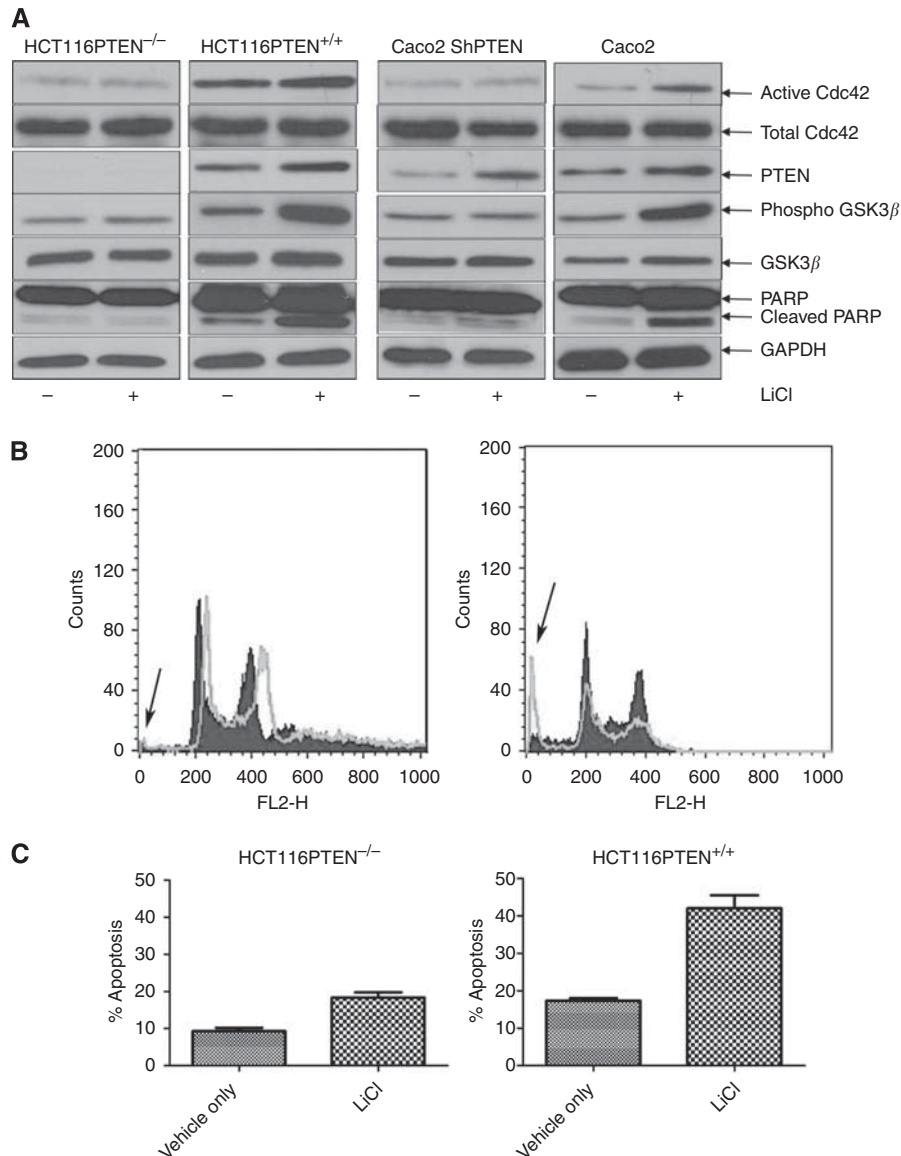 A
HCT116PTEN−/− HCT116PTEN+/+ Caco2 ShPTEN Caco2
Active Cdc42
Total Cdc42
PTEN
Phospho GSK3β
GSK3β
PARP
Cleaved PARP
GAPDH
− + − + − + − + LiCl
B
200
160
120
80
40
0
Counts
0 200 400 600 800 1000
FL2-H
200
160
120
80
40
0
Counts
0 200 400 600 800 1000
FL2-H
C
HCT116PTEN−/−
50
40
30
20
10
0
% Apoptosis
Vehicle only
LiCl
HCT116PTEN+/+
50
40
30
20
10
0
% Apoptosis
Vehicle only
LiCl